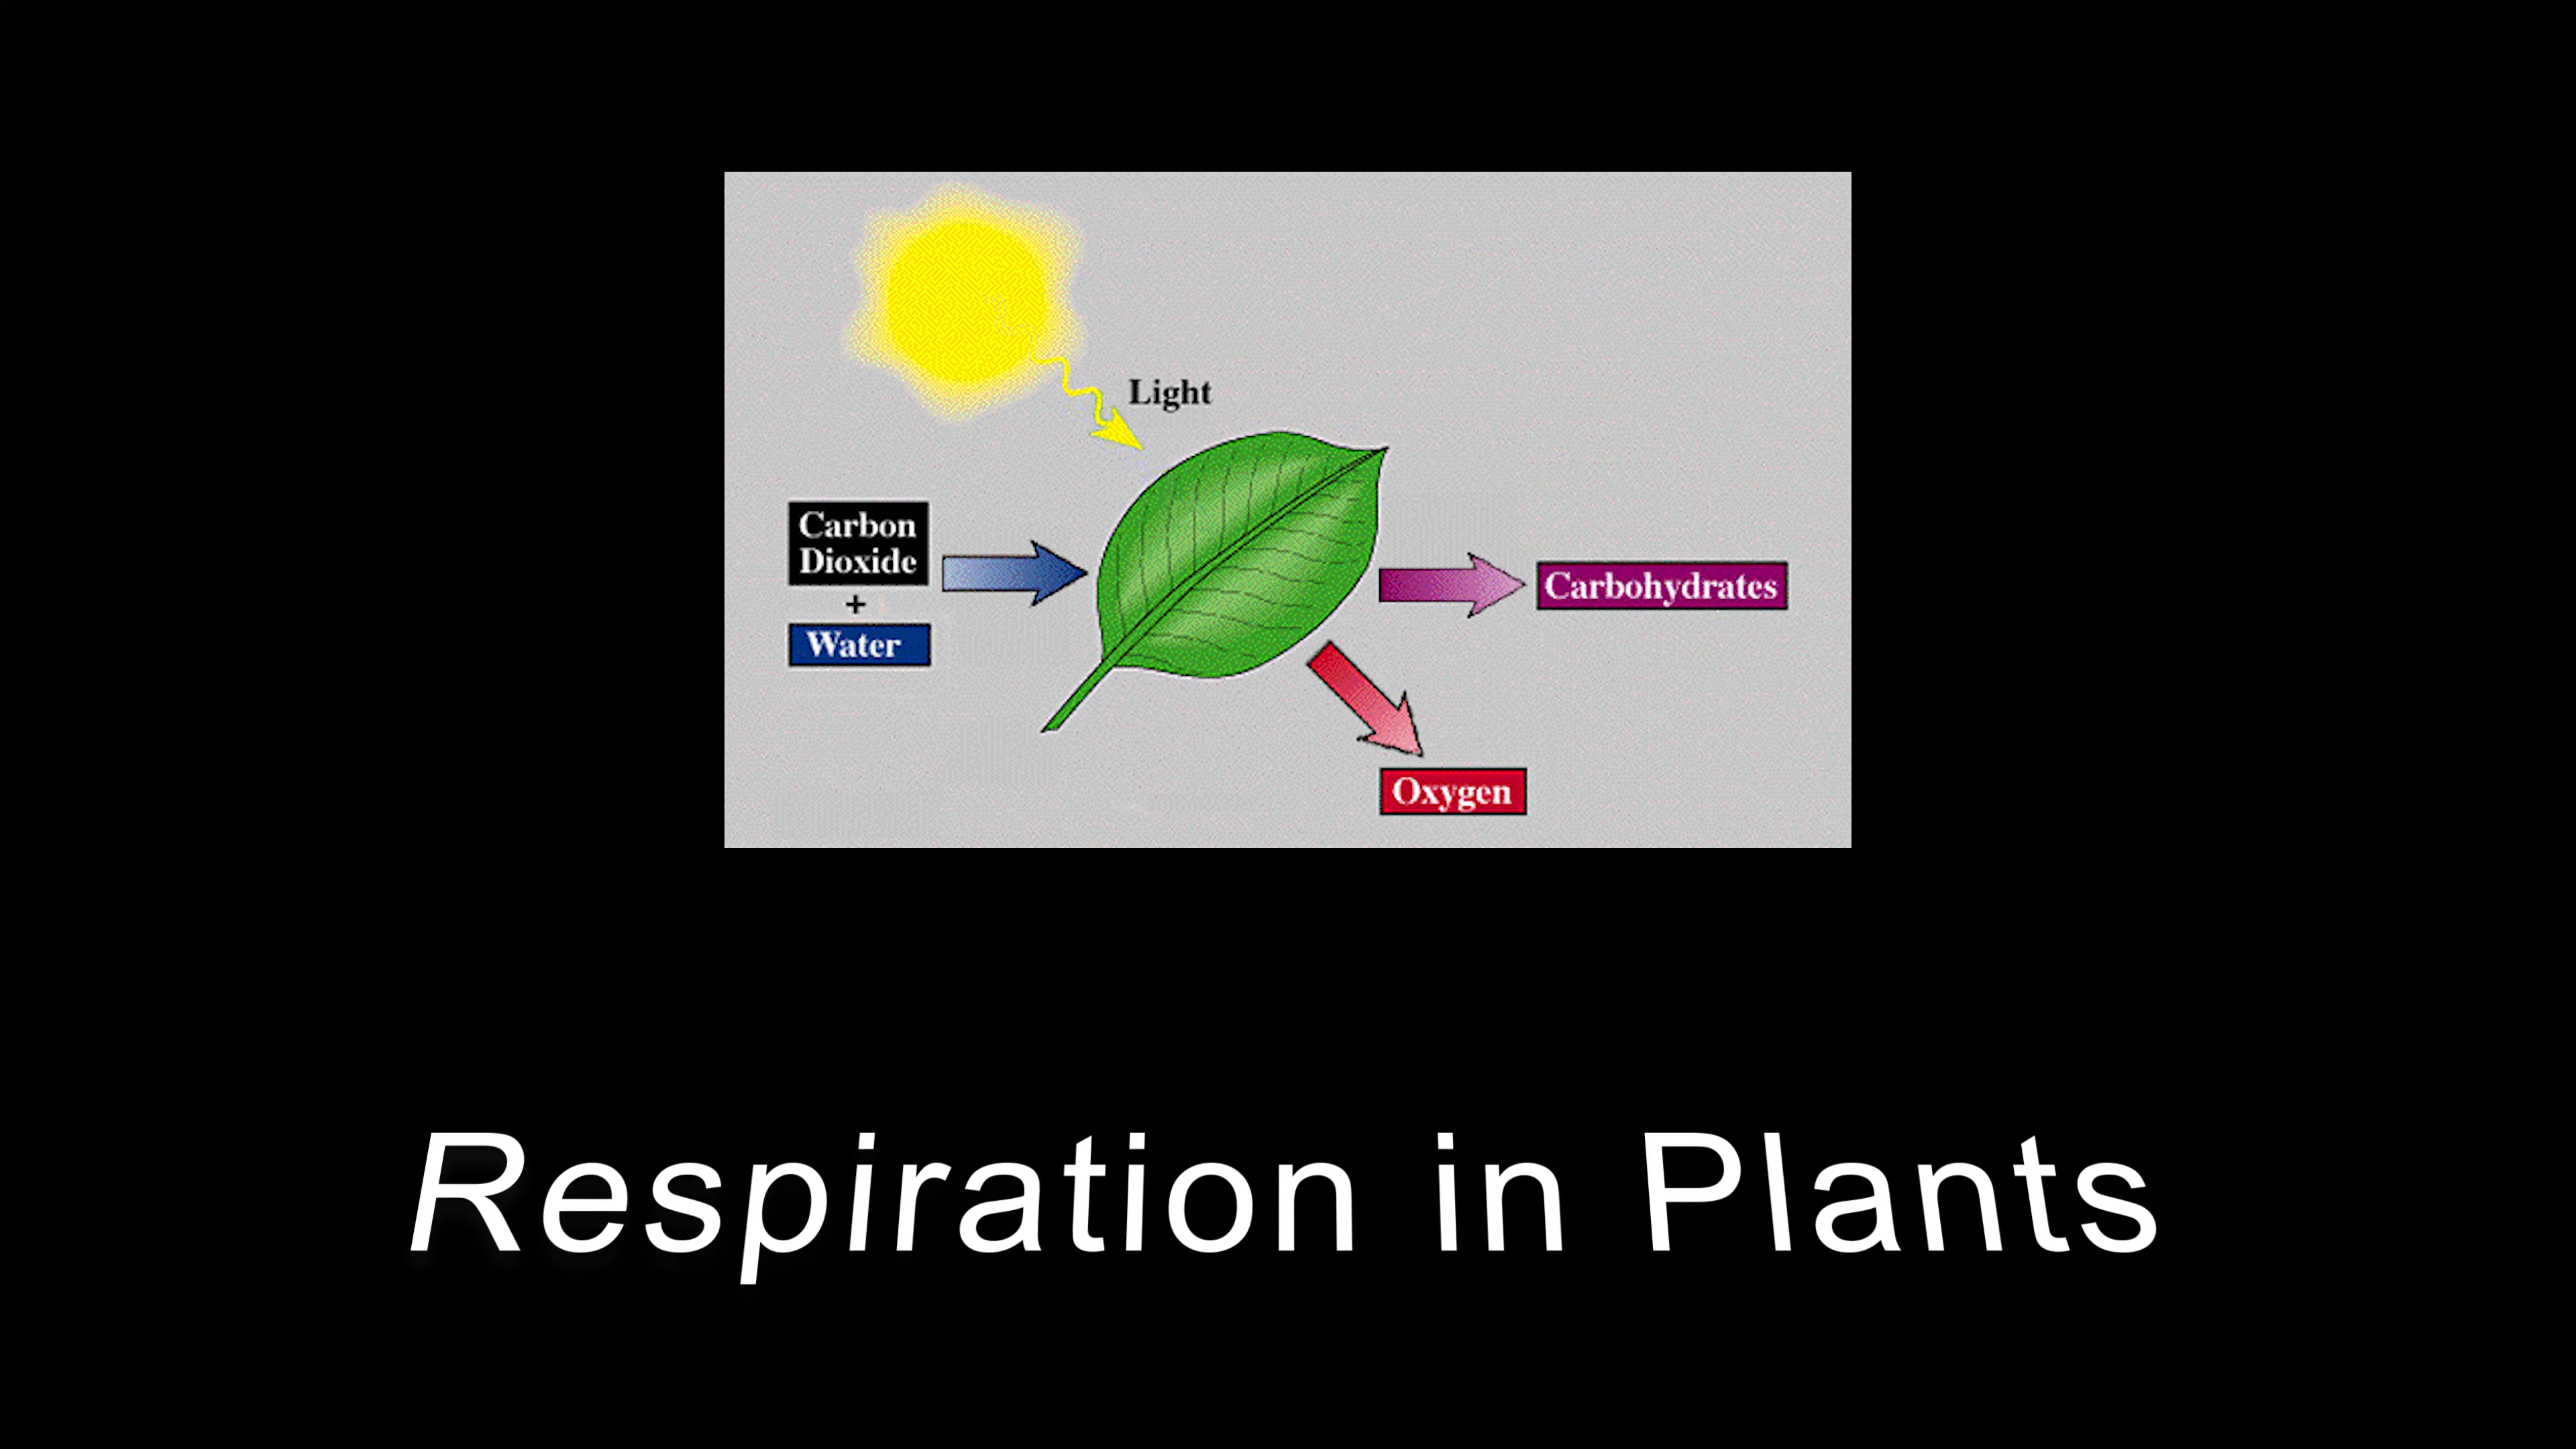 Light
Carbon
Dioxide
+
Water
Carbohydrates
Oxygen
Respiration in Plants